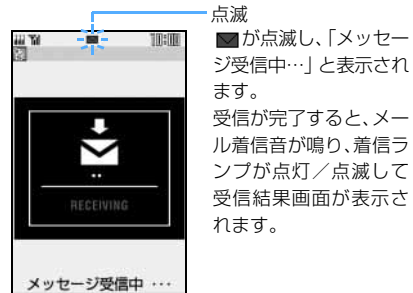 点滅
が点滅し、「メッセー
ジ受信中…」と表示され
ます。
受信が完了すると、メー
ル着信音が鳴り、着信ラ
ンプが点灯／点滅して
受信結果画面が表示さ
れます。
10:00
RECEIVING
メッセージ受信中 ･･･